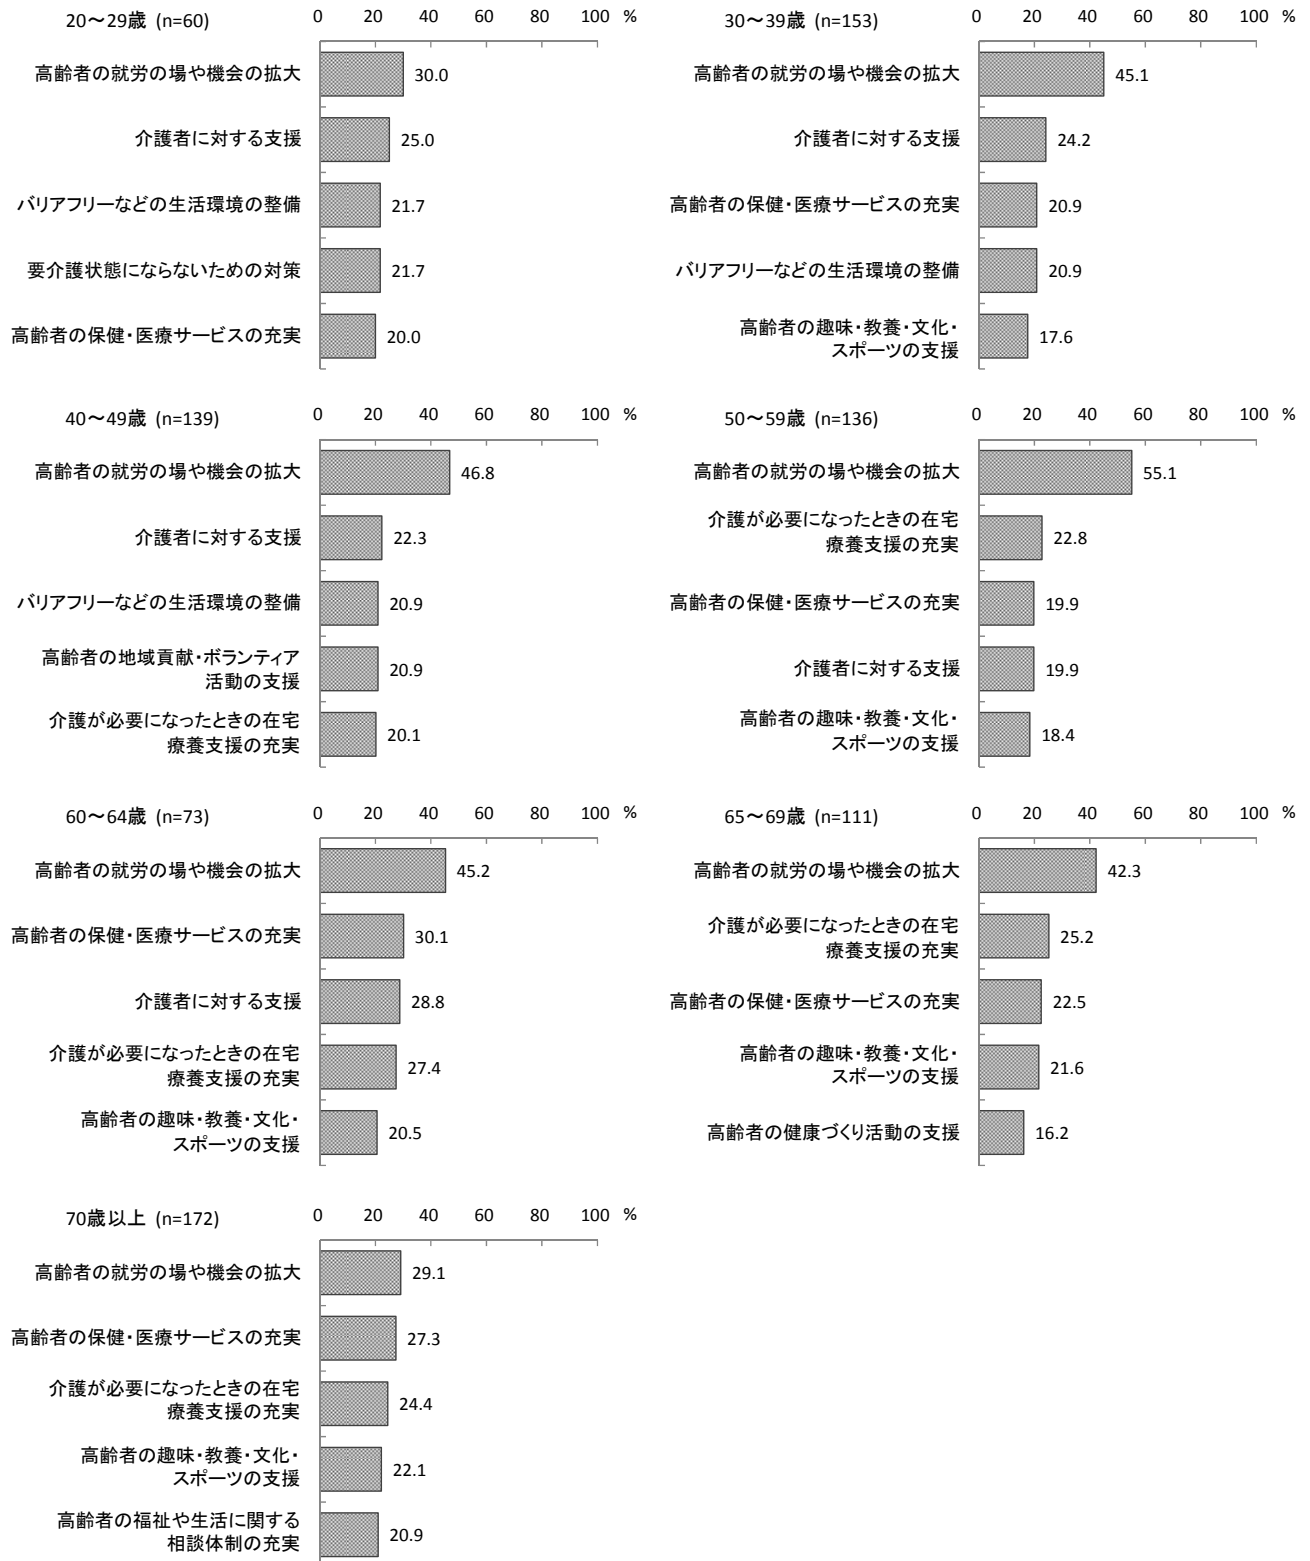 20～29歳 (n=60)
0 20 40 60 80 100 %
高齢者の就労の場や機会の拡大 30.0
介護者に対する支援 25.0
バリアフリーなどの生活環境の整備 21.7
要介護状態にならないための対策 21.7
高齢者の保健・医療サービスの充実 20.0
30～39歳 (n=153)
0 20 40 60 80 100 %
高齢者の就労の場や機会の拡大 45.1
介護者に対する支援 24.2
高齢者の保健・医療サービスの充実 20.9
バリアフリーなどの生活環境の整備 20.9
高齢者の趣味・教養・文化・
スポーツの支援 17.6
40～49歳 (n=139)
0 20 40 60 80 100 %
高齢者の就労の場や機会の拡大 46.8
介護者に対する支援 22.3
バリアフリーなどの生活環境の整備 20.9
高齢者の地域貢献・ボランティア
活動の支援 20.9
介護が必要になったときの在宅
療養支援の充実 20.1
50～59歳 (n=136)
0 20 40 60 80 100 %
高齢者の就労の場や機会の拡大 55.1
介護が必要になったときの在宅
療養支援の充実 22.8
高齢者の保健・医療サービスの充実 19.9
介護者に対する支援 19.9
高齢者の趣味・教養・文化・
スポーツの支援 18.4
60～64歳 (n=73)
0 20 40 60 80 100 %
高齢者の就労の場や機会の拡大 45.2
高齢者の保健・医療サービスの充実 30.1
介護者に対する支援 28.8
介護が必要になったときの在宅
療養支援の充実 27.4
高齢者の趣味・教養・文化・
スポーツの支援 20.5
65～69歳 (n=111)
0 20 40 60 80 100 %
高齢者の就労の場や機会の拡大 42.3
介護が必要になったときの在宅
療養支援の充実 25.2
高齢者の保健・医療サービスの充実 22.5
高齢者の趣味・教養・文化・
スポーツの支援 21.6
高齢者の健康づくり活動の支援 16.2
70歳以上 (n=172)
0 20 40 60 80 100 %
高齢者の就労の場や機会の拡大 29.1
高齢者の保健・医療サービスの充実 27.3
介護が必要になったときの在宅
療養支援の充実 24.4
高齢者の趣味・教養・文化・
スポーツの支援 22.1
高齢者の福祉や生活に関する
相談体制の充実 20.9